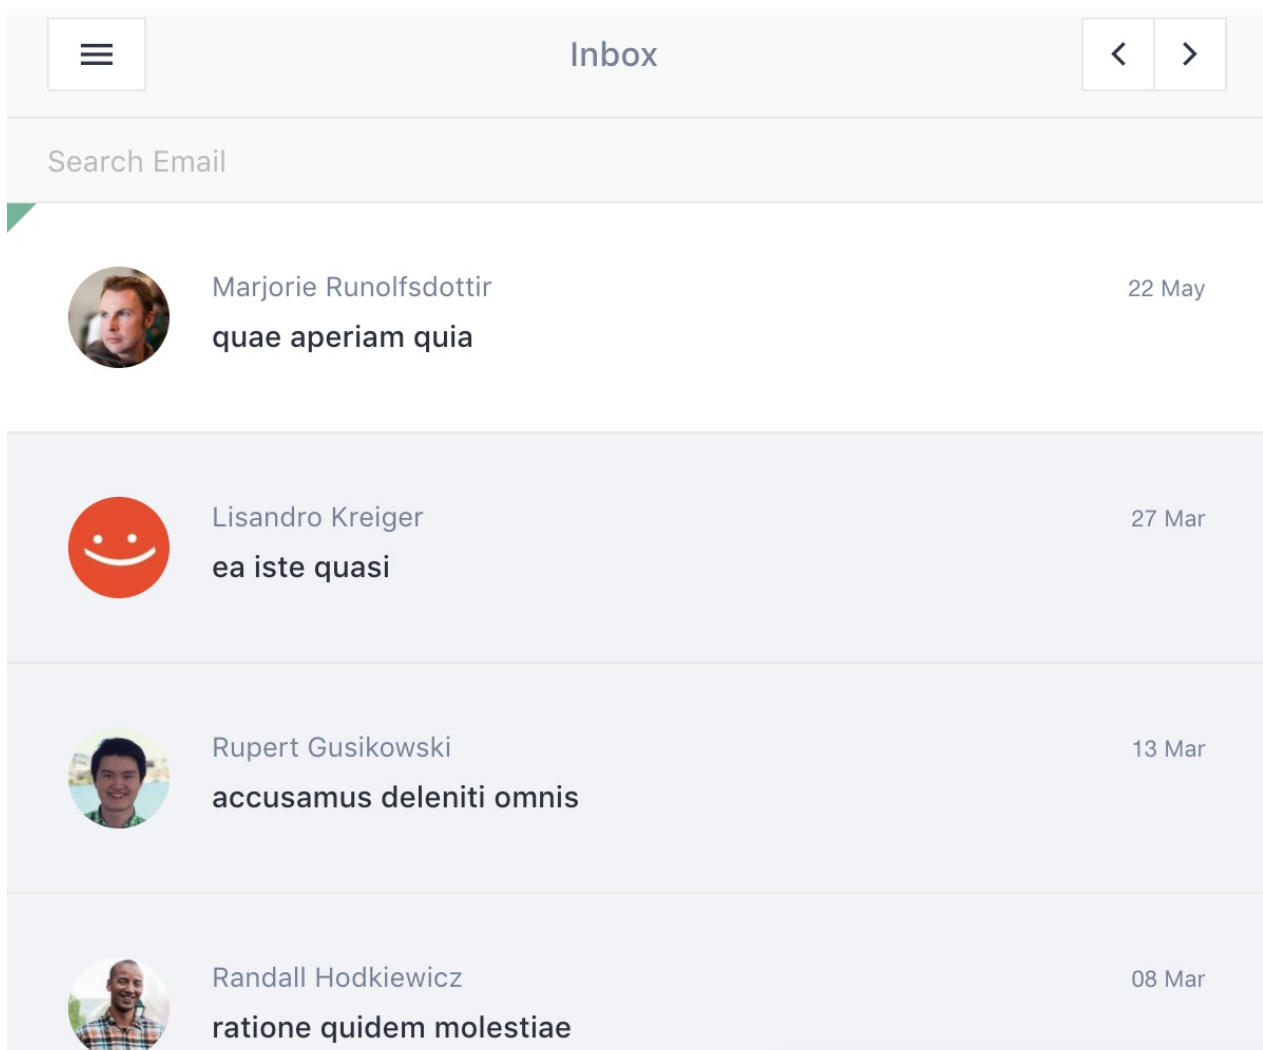 Inbox
Search Email
Marjorie Runolfsdottir
22 May
quae aperiam quia
Lisandro Kreiger
27 Mar
ea iste quasi
Rupert Gusikowski
13 Mar
accusamus deleniti omnis
Randall Hodkiewicz
08 Mar
ratione quidem molestiae